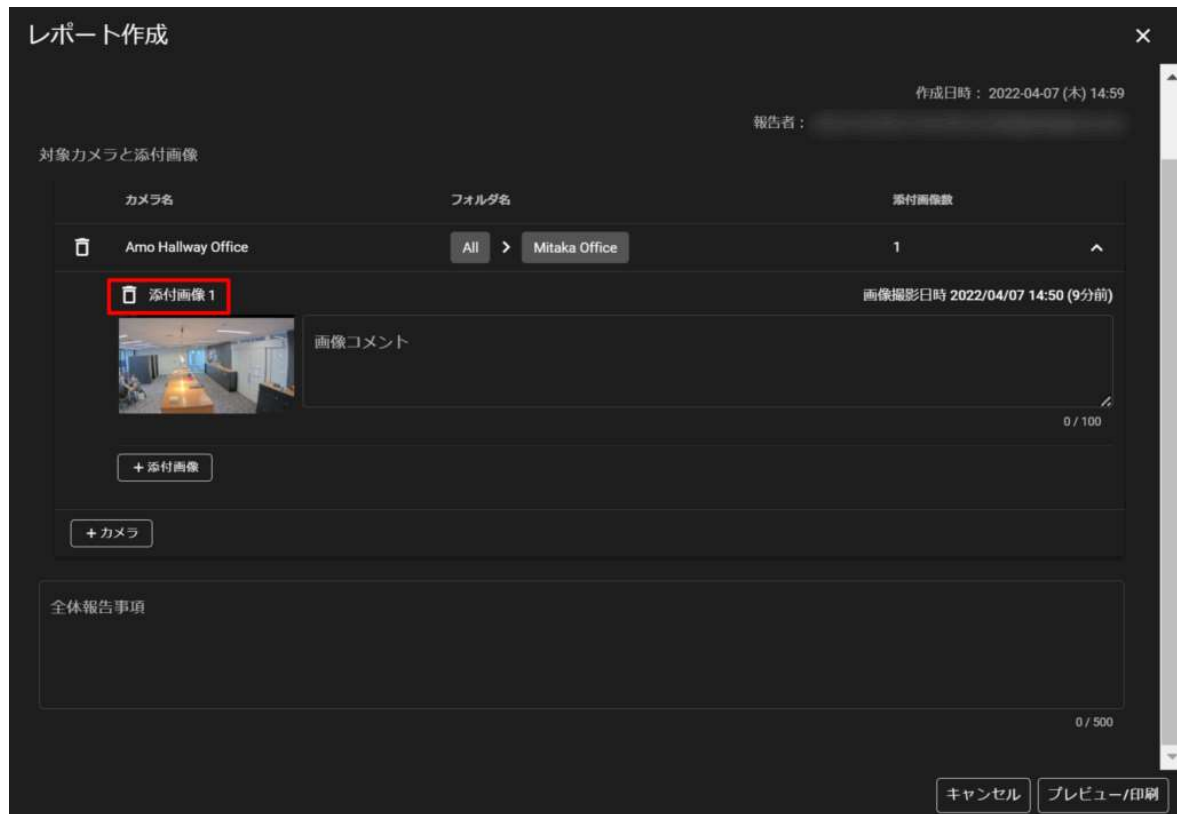 レポート作成
作成日時： 2022-04-07 (木) 14:59
報告者：
対象カメラと添付画像
カメラ名 フォルダ名 添付画像数
Amo Hallway Office All > Mitaka Office 1
添付画像 1 画像撮影日時 2022/04/07 14:50 (9分前)
画像コメント
0 / 100
+ 添付画像
+ カメラ
全体報告事項
0 / 500
キャンセル プレビュー/印刷